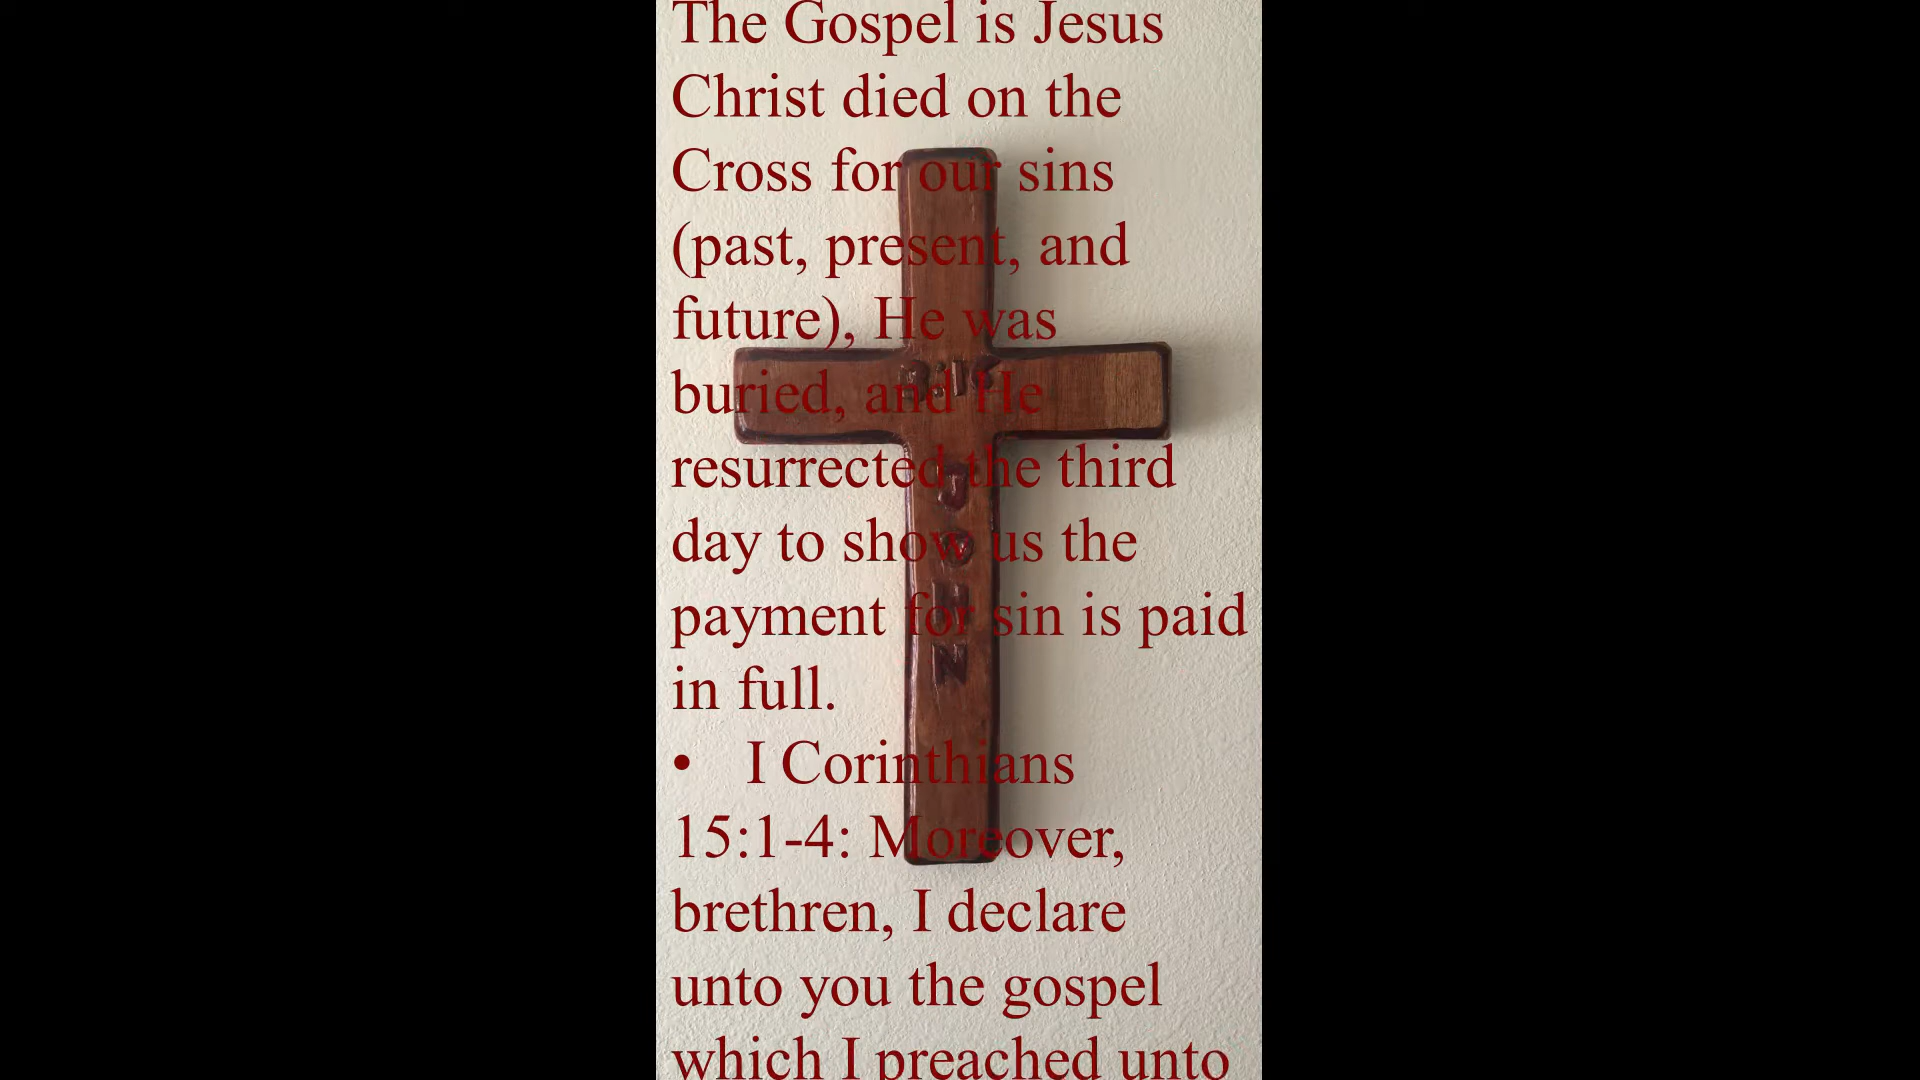 The Gospel is Jesus
Christ died on the
Cross for our sins
(past, present, and
future), He was
buried, and He
resurrected the third
day to show us the
payment for sin is paid
in full.
• I Corinthians
15:1-4: Moreover,
brethren, I declare
unto you the gospel
which I preached unto
J
O
H
N